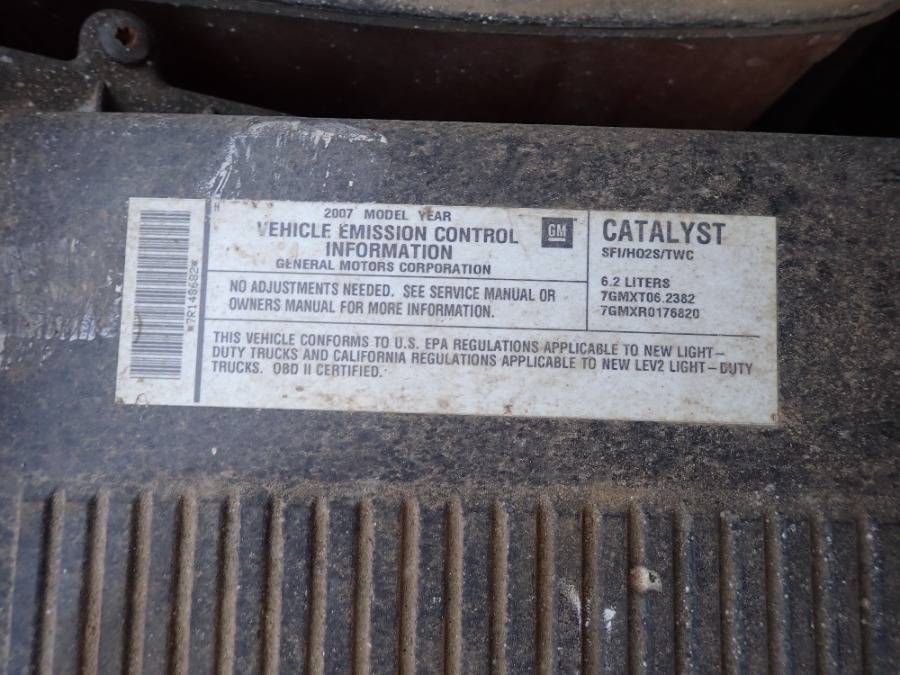 H
2007 MODEL YEAR
VEHICLE EMISSION CONTROL
INFORMATION
GENERAL MOTORS CORPORATION
GM
NO ADJUSTMENTS NEEDED. SEE SERVICE MANUAL OR
OWNERS MANUAL FOR MORE INFORMATION.
CATALYST
SFI/HO2S/TWC
6.2 LITERS
7GMXT06.2382
7GMXR0176820
THIS VEHICLE CONFORMS TO U.S. EPA REGULATIONS APPLICABLE TO NEW LIGHT–
DUTY TRUCKS AND CALIFORNIA REGULATIONS APPLICABLE TO NEW LEV2 LIGHT–DUTY
TRUCKS. OBD II CERTIFIED.
*7R148682*